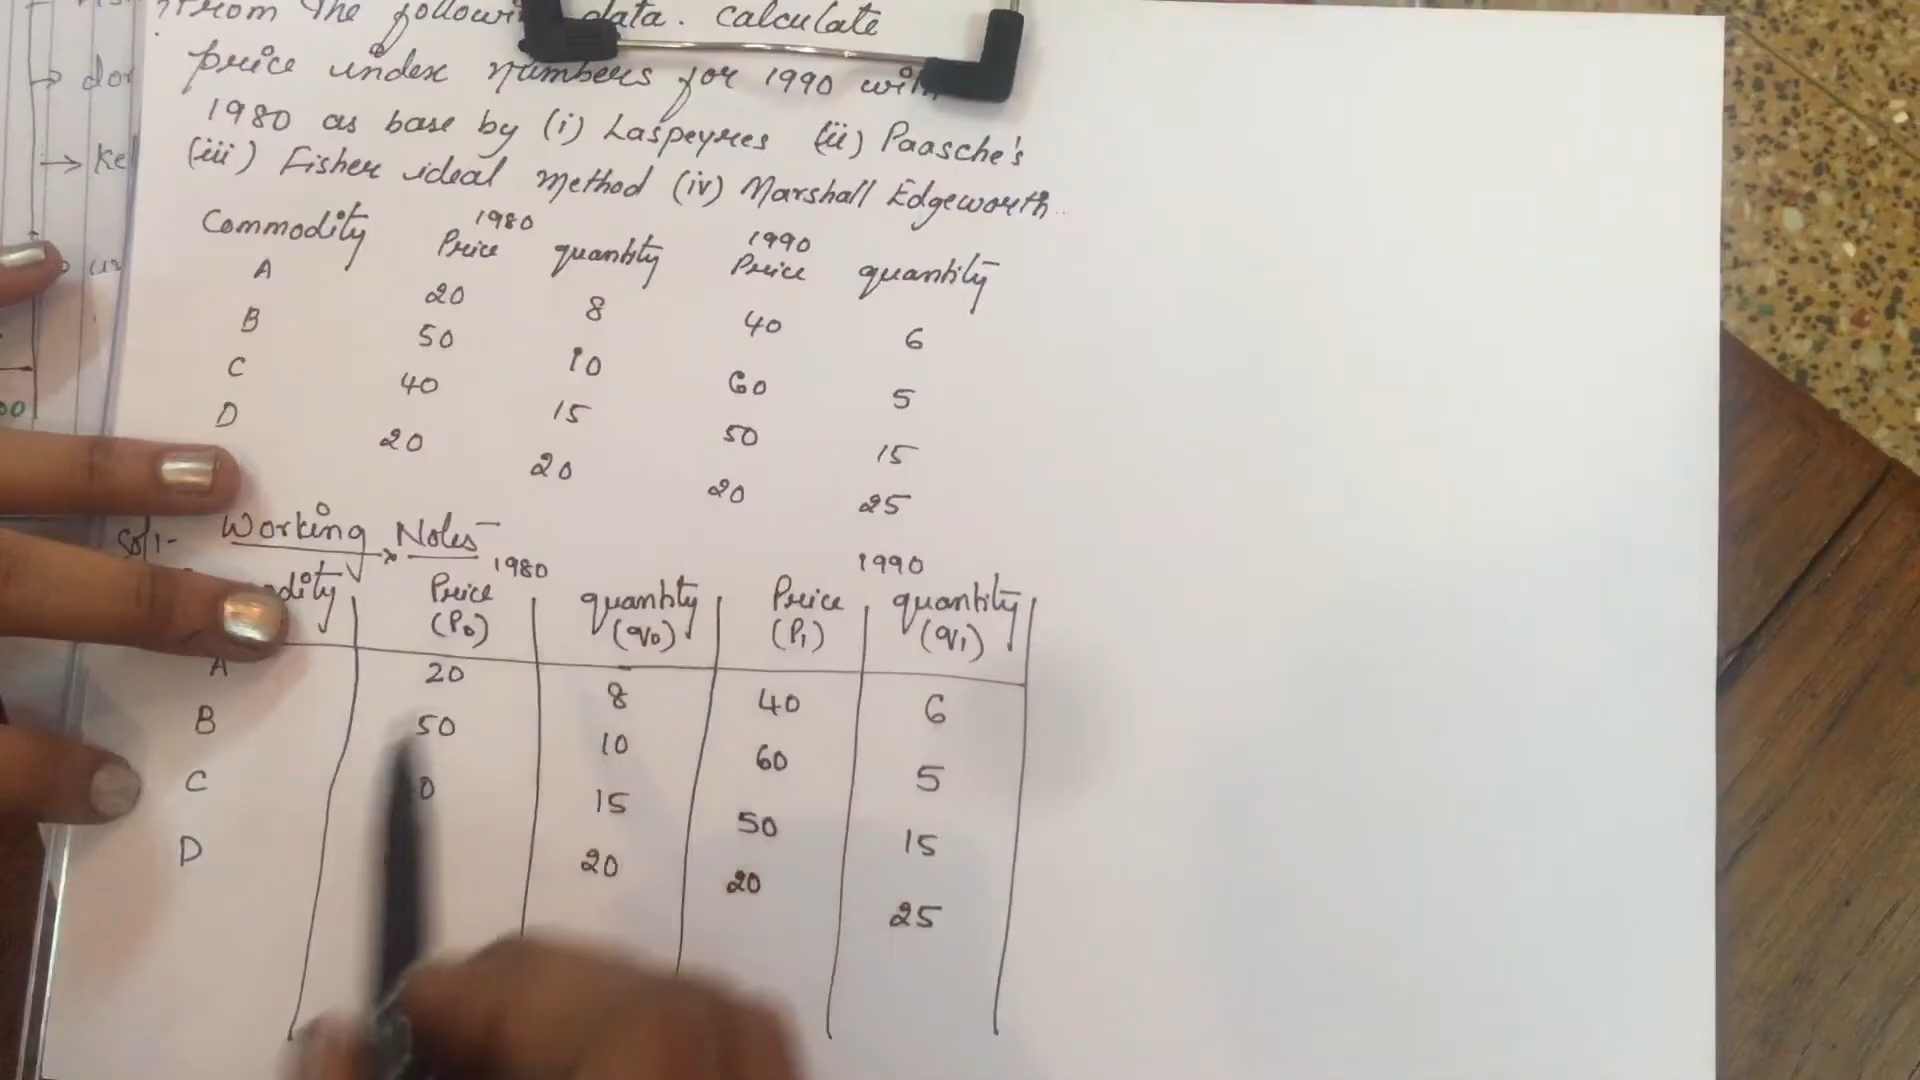 From the following data. calculate
price index numbers for 1990 with
1980 as base by (i) Laspeyres (ii) Paasche's
(iii) Fisher ideal method (iv) Marshall Edgeworth..
Commodity 1980 Price quantity 1990 Price quantity
A 20 8 40 6
B 50 10 60 5
C 40 15 50 15
D 20 20 20 25
Sol:- Working Notes
1980 1990
Price (P0) quantity (q0) Price (P1) quantity (q1)
A 20 8 40 6
B 50 10 60 5
C 0 15 50 15
D 20 20 25
→ dor
→ Ke